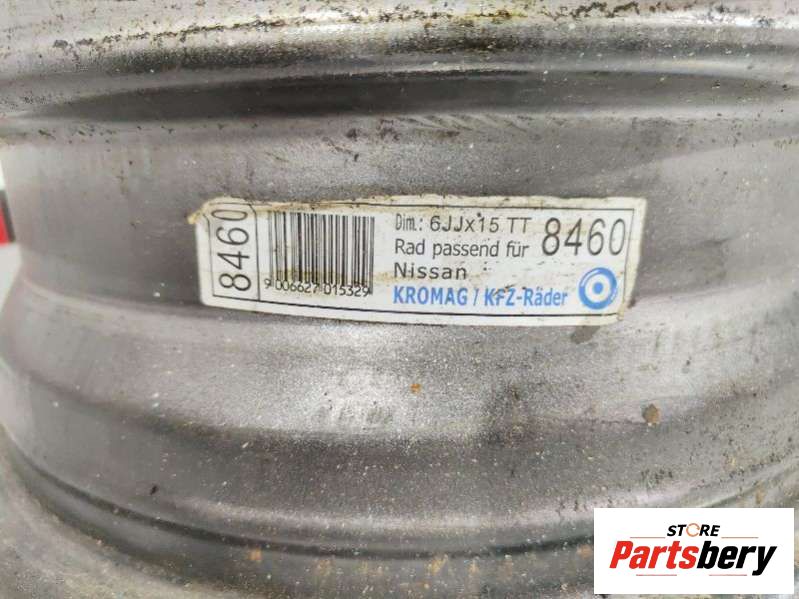 8460
9 006627 015329
Dim.: 6JJx15 TT
Rad passend für
Nissan
8460
KROMAG / KFZ-Räder
STORE
Partsbery